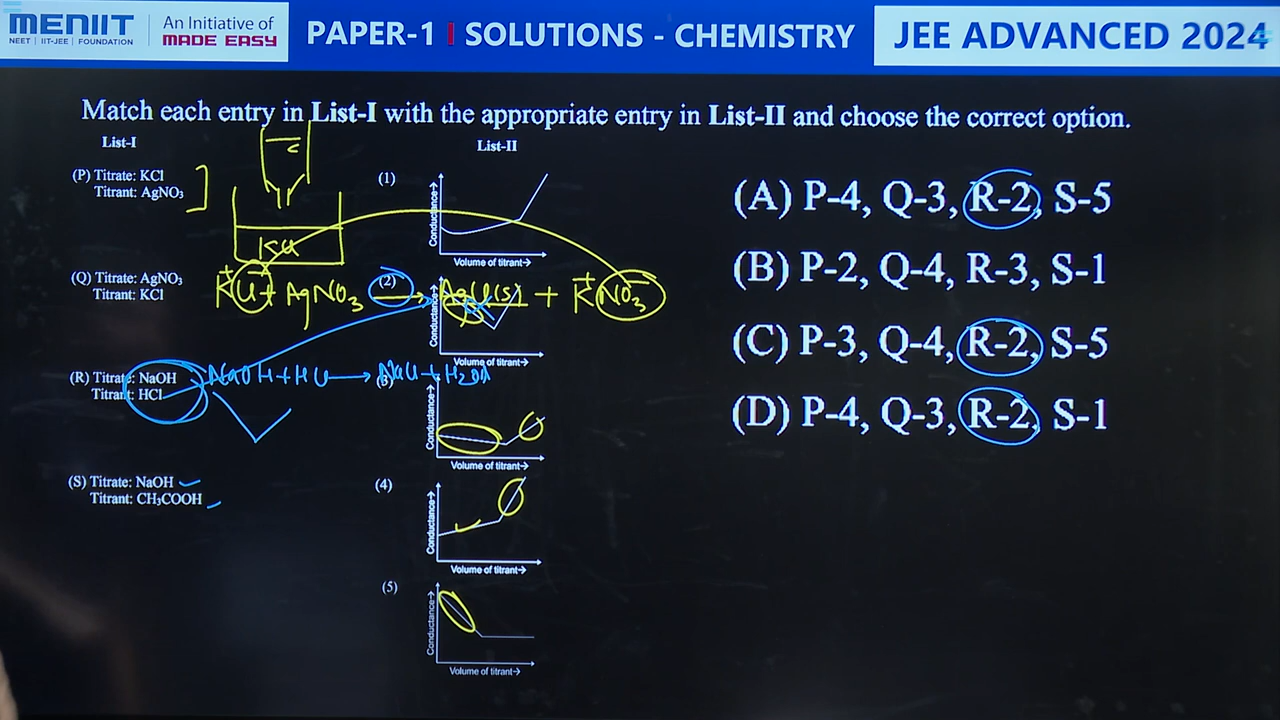 MENIIT
NEET | IIT-JEE | FOUNDATION
An Initiative of
MADE EASY
PAPER-1 I SOLUTIONS - CHEMISTRY
JEE ADVANCED 2024
Match each entry in List-I with the appropriate entry in List-II and choose the correct option.
List-I
List-II
(P) Titrate: KCl
Titrant: AgNO₃
(Q) Titrate: AgNO₃
Titrant: KCl
(R) Titrate: NaOH
Titrant: HCl
(S) Titrate: NaOH
Titrant: CH₃COOH
KCl
K⁺Cl⁻ + AgNO₃ → AgCl(s) + K⁺NO₃⁻
NaOH + HCl → NaCl + H₂O
(1)
Conductance→
Volume of titrant→
(2)
Conductance→
Volume of titrant→
(3)
Conductance→
Volume of titrant→
(4)
Conductance→
Volume of titrant→
(5)
Conductance→
Volume of titrant→
(A) P-4, Q-3, R-2, S-5
(B) P-2, Q-4, R-3, S-1
(C) P-3, Q-4, R-2, S-5
(D) P-4, Q-3, R-2, S-1